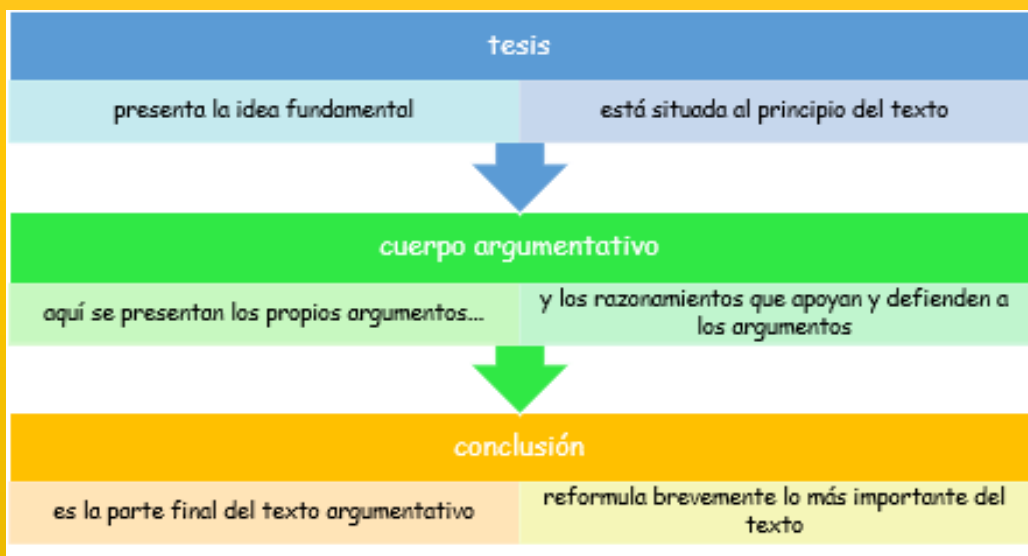 tesis
presenta la idea fundamental
está situada al principio del texto
cuerpo argumentativo
aquí se presentan los propios argumentos...
y los razonamientos que apoyan y defienden a
los argumentos
conclusión
es la parte final del texto argumentativo
reformula brevemente lo más importante del
texto